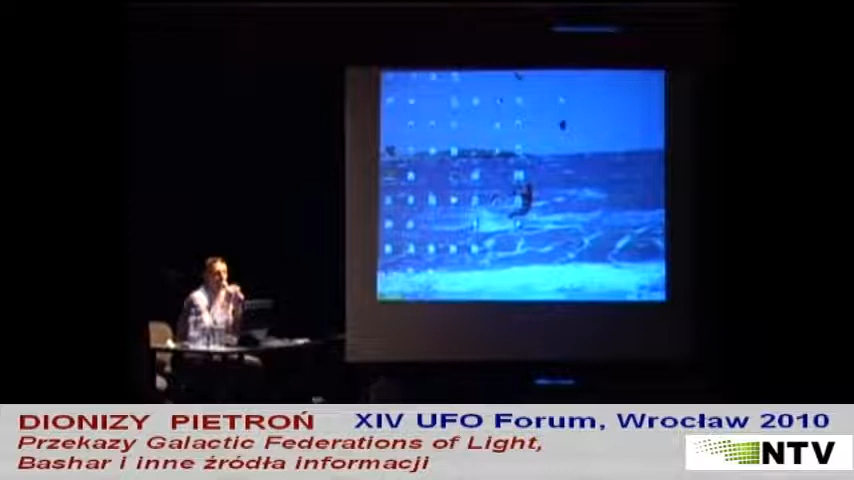 DIONIZY PIETROŃ
XIV UFO Forum, Wrocław 2010
Przekazy Galactic Federations of Light,
Bashar i inne źródła informacji
NTV